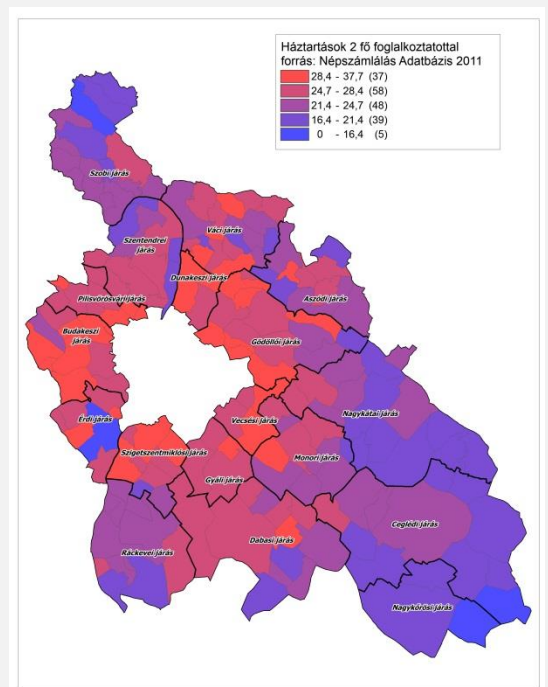 Háztartások 2 fő foglalkoztatottal
forrás: Népszámlálás Adatbázis 2011
28,4 - 37,7 (37)
24,7 - 28,4 (58)
21,4 - 24,7 (48)
16,4 - 21,4 (39)
0 - 16,4 (5)
Szobi járás
Szentendrei
járás
Váci járás
Dunakeszi járás
Aszódi járás
Pilisvörösvári járás
Budakeszi
járás
Gödöllői járás
Nagykátai járás
Érdi járás
Vecsési járás
Szigetszentmiklósi járás
Monori járás
Gyáli járás
Ceglédi járás
Ráckevei járás
Dabasi járás
Nagykőrösi járás